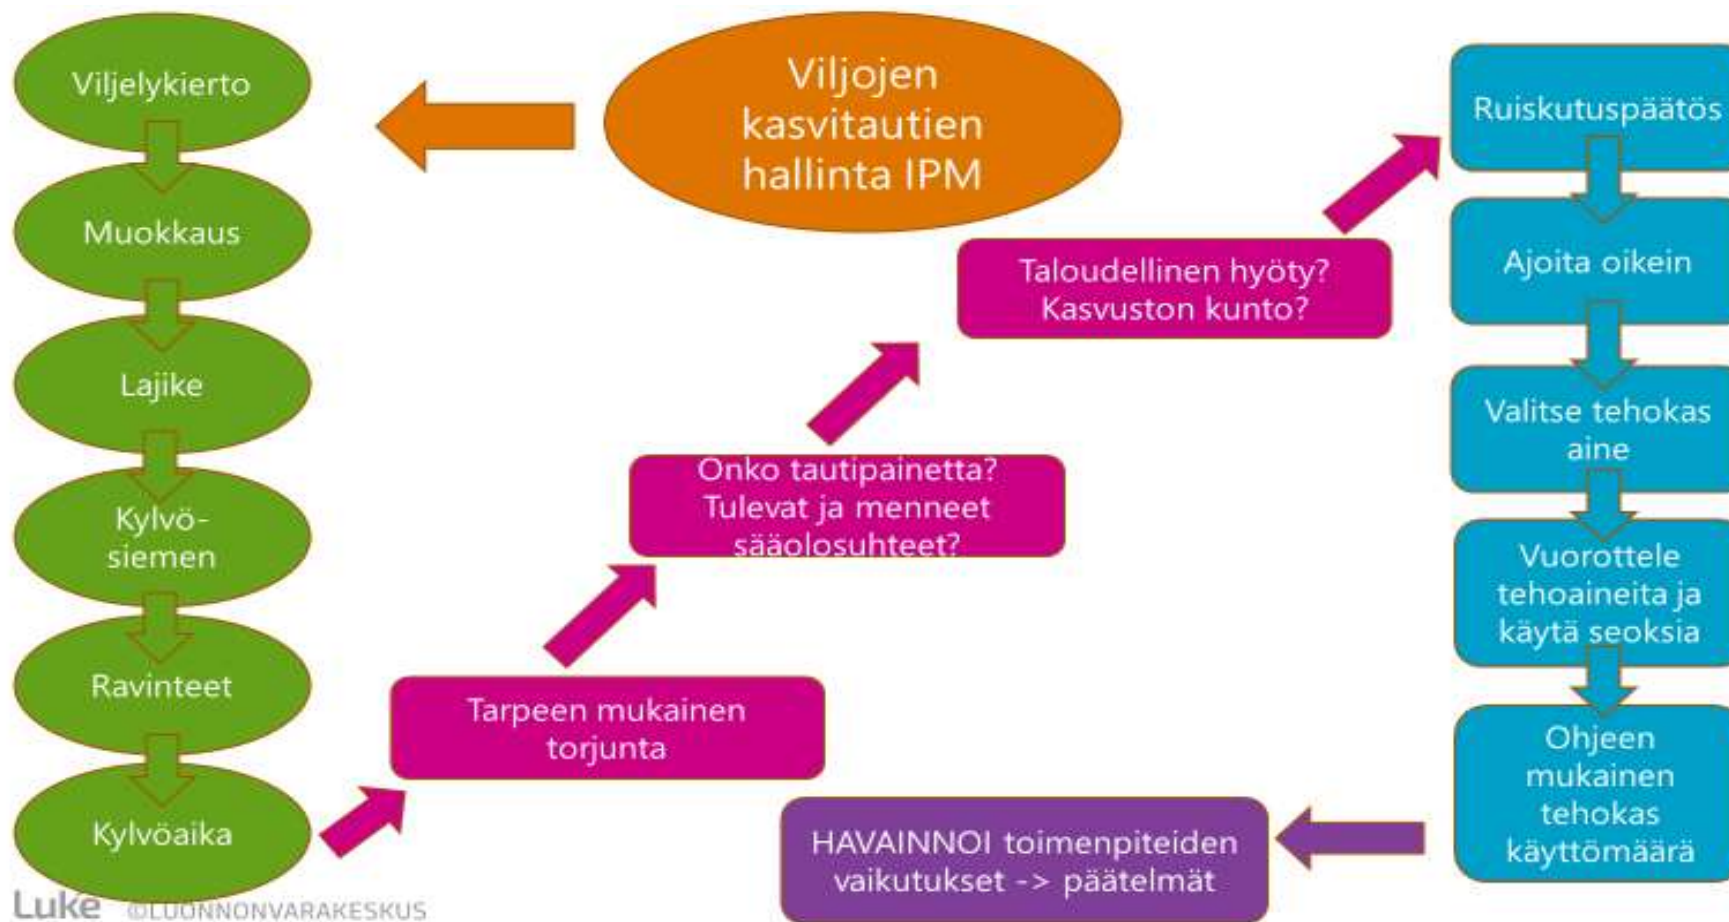 Viljojen
kasvitautien
hallinta IPM
Viljelykierto
Muokkaus
Lajike
Kylvö-
siemen
Ravinteet
Kylvöaika
Tarpeen mukainen
torjunta
Onko tautipainetta?
Tulevat ja menneet
sääolosuhteet?
Taloudellinen hyöty?
Kasvuston kunto?
Ruiskutuspäätös
Ajoita oikein
Valitse tehokas
aine
Vuorottele
tehoaineita ja
käytä seoksia
Ohjeen
mukainen
tehokas
käyttömäärä
HAVAINNOI toimenpiteiden
vaikutukset -> päätelmät
Luke ©LUONNONVARAKESKUS